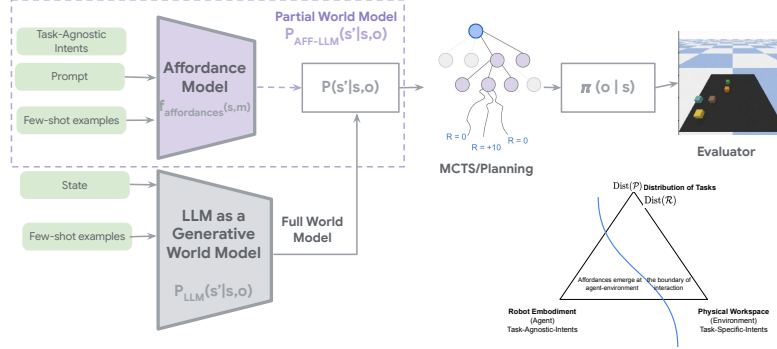 Partial World Model
P_AFF-LLM(s'|s,o)
Task-Agnostic
Intents
Prompt
Few-shot examples
Affordance
Model
f_affordances(s,m)
P(s'|s,o)
R = 0
R = +10
R = 0
MCTS/Planning
π (o | s)
Evaluator
State
Few-shot examples
LLM as a
Generative
World Model
P_LLM(s'|s,o)
Full World
Model
Dist(P) Distribution of Tasks
Dist(R)
Affordances emerge at the boundary of
agent-environment interaction
Robot Embodiment
(Agent)
Task-Agnostic-Intents
Physical Workspace
(Environment)
Task-Specific-Intents